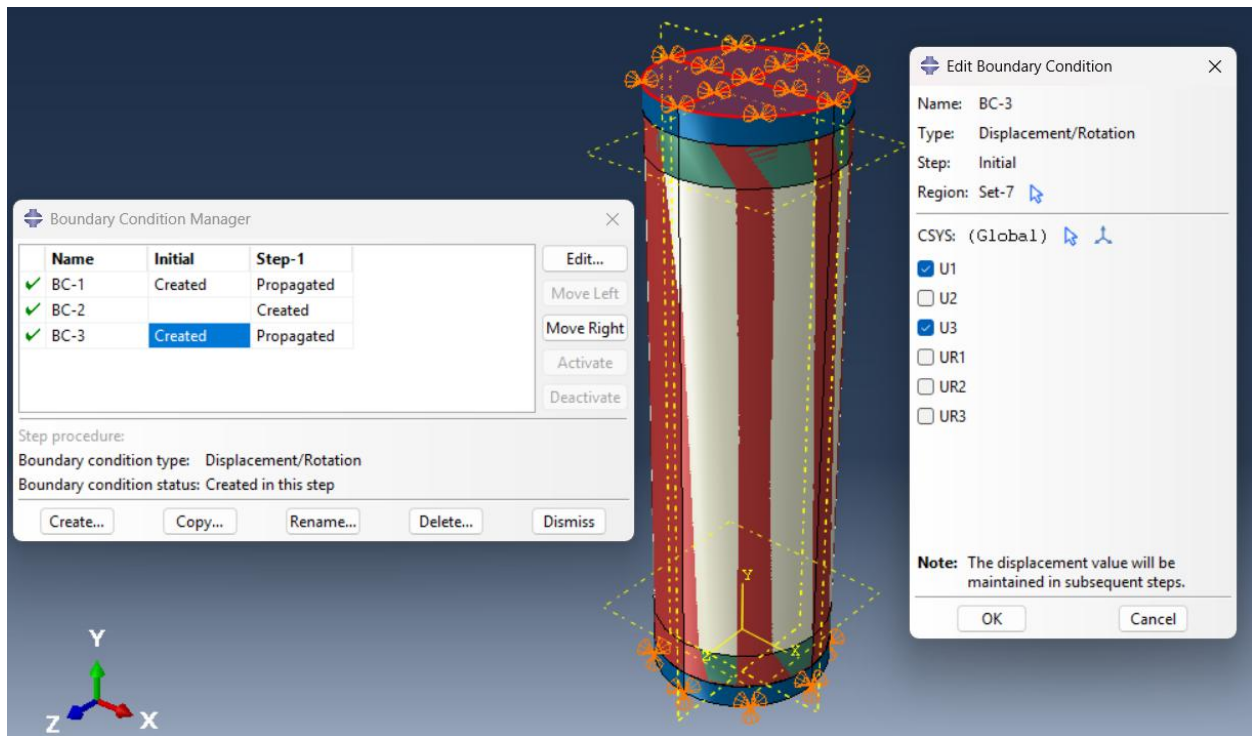 Boundary Condition Manager
Name Initial Step-1
BC-1 Created Propagated
BC-2 Created
BC-3 Created Propagated
Edit...
Move Left
Move Right
Activate
Deactivate
Step procedure:
Boundary condition type: Displacement/Rotation
Boundary condition status: Created in this step
Create... Copy... Rename... Delete... Dismiss
Y
Z X
Y
Z X
Edit Boundary Condition
Name: BC-3
Type: Displacement/Rotation
Step: Initial
Region: Set-7
CSYS: (Global)
U1
U2
U3
UR1
UR2
UR3
Note: The displacement value will be
maintained in subsequent steps.
OK Cancel